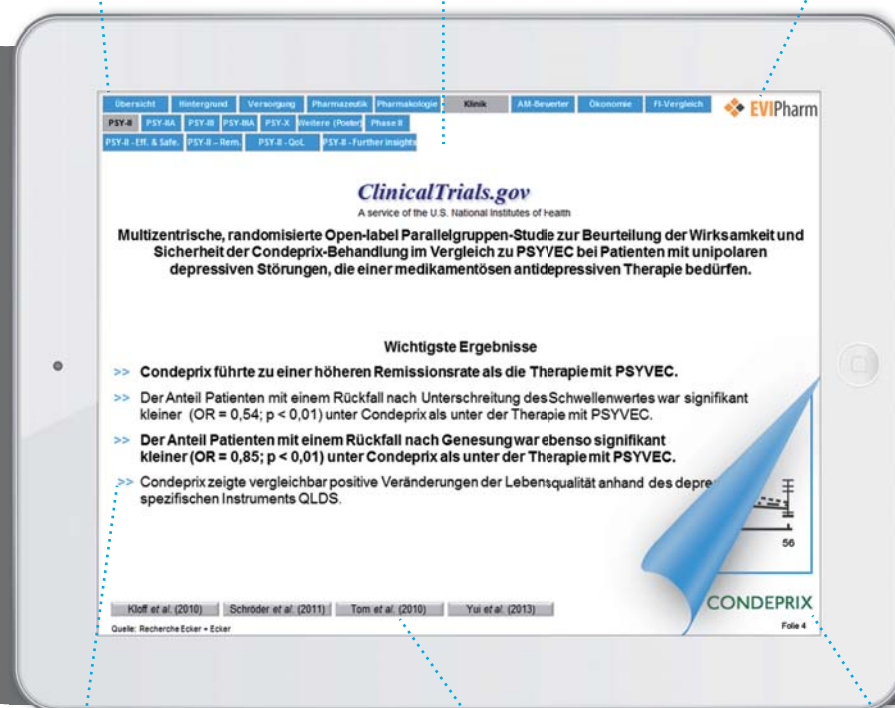 Übersicht Hintergrund Versorgung Pharmazeutik Pharmakologie Klinik AM-Bewerter Ökonomie FI-Vergleich
EVIPharm
PSY-II PSY-IIA PSY-III PSY-IIIA PSY-X Weitere (Poster) Phase II
PSY-II - Eff. & Safe. PSY-II – Rem. PSY-II - QoL PSY-II - Further insights
ClinicalTrials.gov
A service of the U.S. National Institutes of Health
Multizentrische, randomisierte Open-label Parallelgruppen-Studie zur Beurteilung der Wirksamkeit und
Sicherheit der Condeprix-Behandlung im Vergleich zu PSYVEC bei Patienten mit unipolaren
depressiven Störungen, die einer medikamentösen antidepressiven Therapie bedürfen.
Wichtigste Ergebnisse
>> Condeprix führte zu einer höheren Remissionsrate als die Therapie mit PSYVEC.
>> Der Anteil Patienten mit einem Rückfall nach Unterschreitung des Schwellenwertes war signifikant
kleiner (OR = 0,54; p < 0,01) unter Condeprix als unter der Therapie mit PSYVEC.
>> Der Anteil Patienten mit einem Rückfall nach Genesung war ebenso signifikant
kleiner (OR = 0,85; p < 0,01) unter Condeprix als unter der Therapie mit PSYVEC.
>> Condeprix zeigte vergleichbar positive Veränderungen der Lebensqualität anhand des depre
spezifischen Instruments QLDS.
56
Kloff et al. (2010) Schröder et al. (2011) Tom et al. (2010) Yui et al. (2013)
CONDEPRIX
Quelle: Recherche Ecker + Ecker
Folie 4